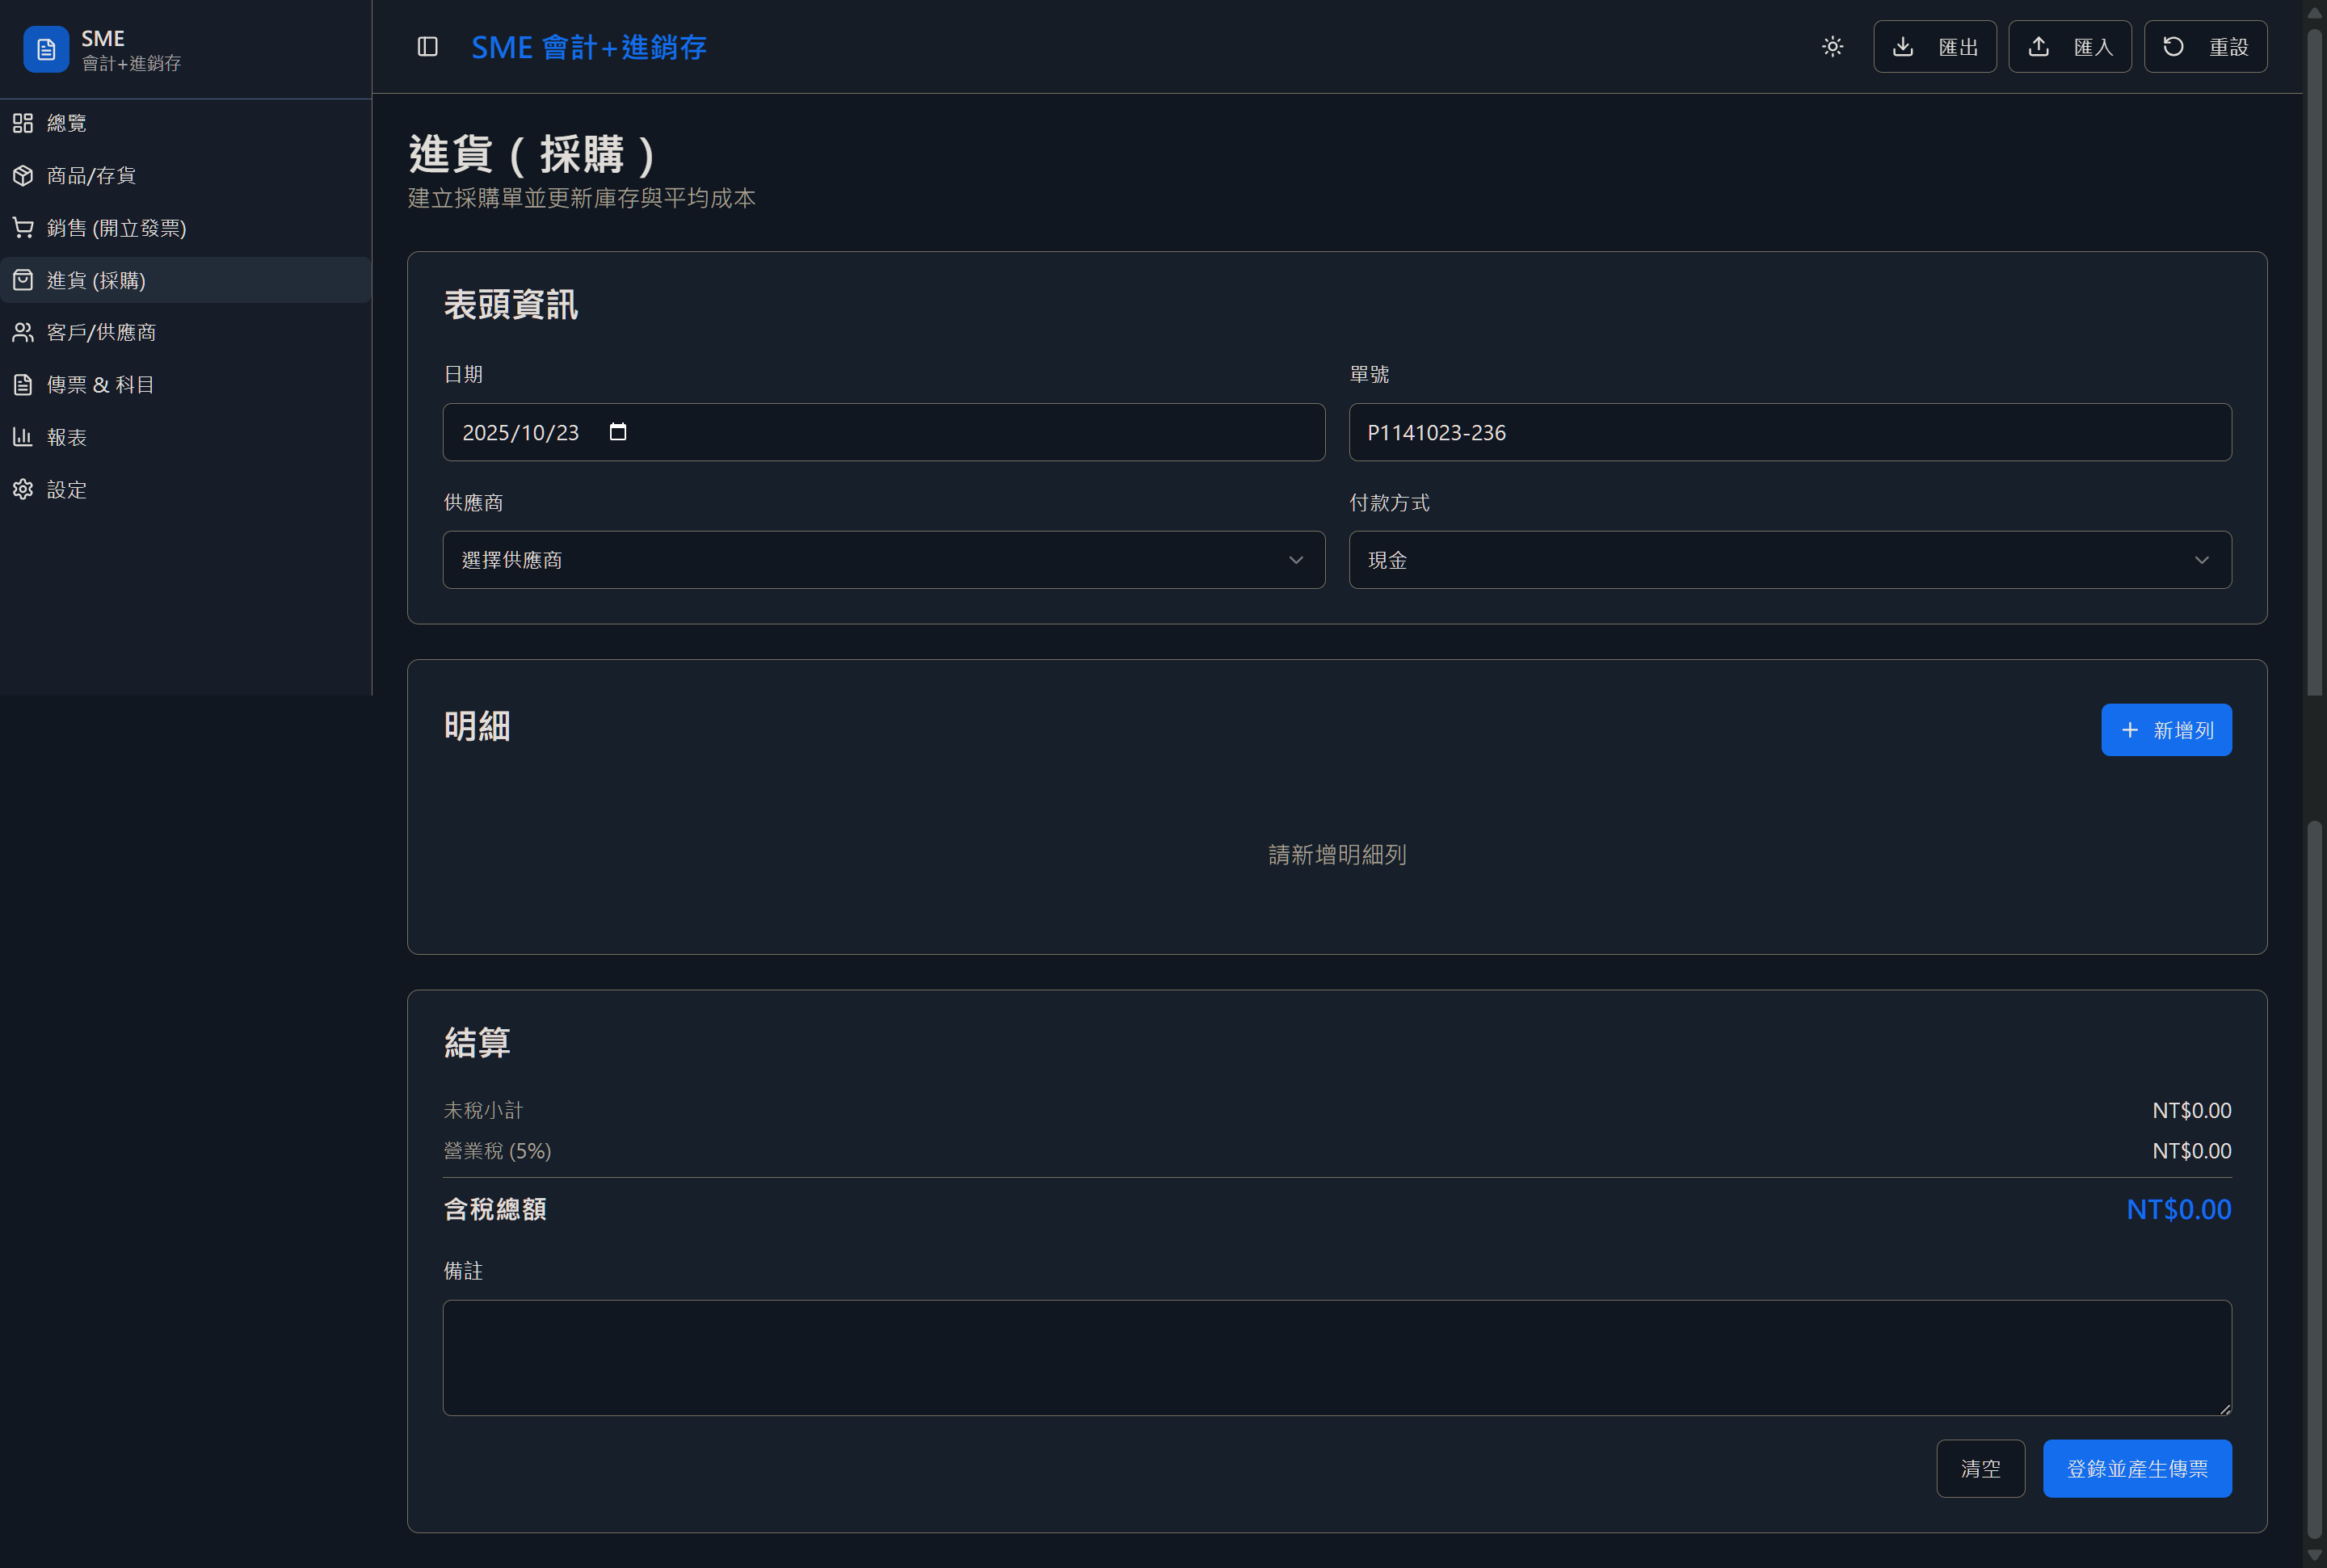 SME
會計+進銷存
總覽
商品/存貨
銷售 (開立發票)
進貨 (採購)
客戶/供應商
傳票 & 科目
報表
設定
SME 會計+進銷存
匯出
匯入
重設
進貨（採購）
建立採購單並更新庫存與平均成本
表頭資訊
日期
單號
2025/10/23
P1141023-236
供應商
付款方式
選擇供應商
現金
明細
新增列
請新增明細列
結算
未稅小計
NT$0.00
營業稅 (5%)
NT$0.00
含稅總額
NT$0.00
備註
清空
登錄並產生傳票